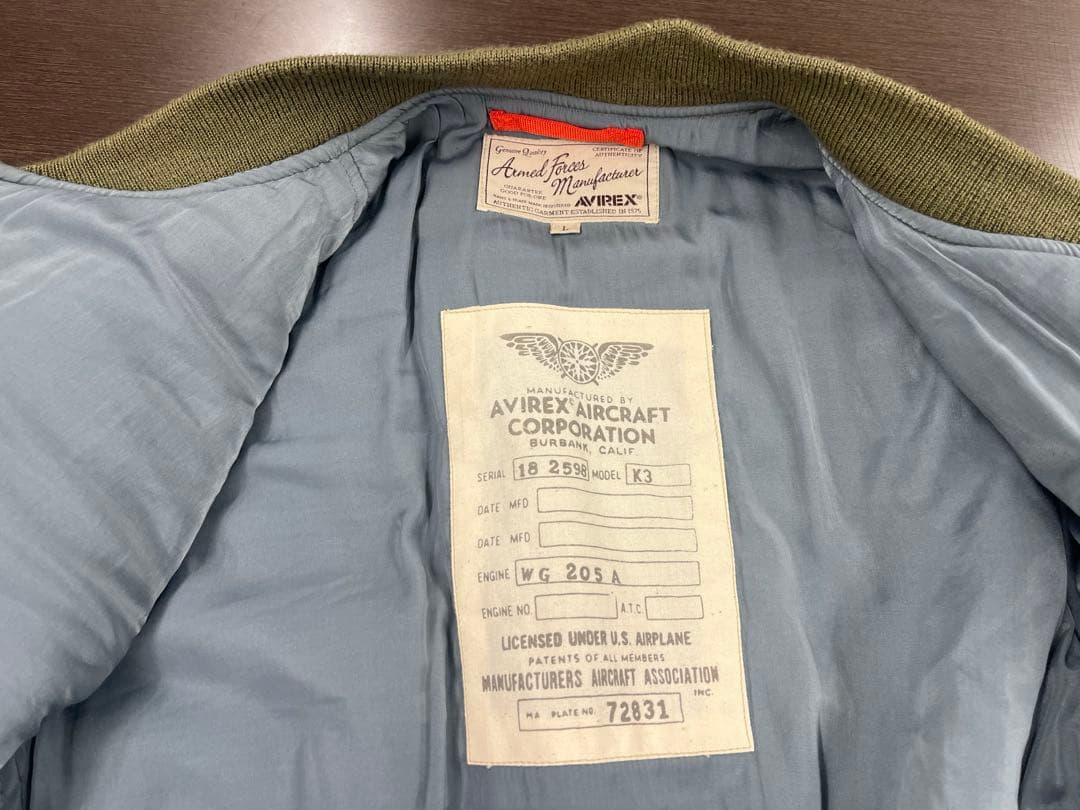 Genuine Quality
CERTIFICATE OF
AUTHENTICITY
Armed Forces
Manufacturer
GUARANTEE
GOOD FOR ONE
AVIREX®
AUTHENTIC GARMENT ESTABLISHED IN 1975
L
MANUFACTURED BY
AVIREX© AIRCRAFT
CORPORATION
BURBANK, CALIF.
SERIAL 18 2598 MODEL K3
DATE MFD
DATE MFD
ENGINE WG 205 A
ENGINE NO. A.T.C.
LICENSED UNDER U.S. AIRPLANE
PATENTS OF ALL MEMBERS
MANUFACTURERS AIRCRAFT ASSOCIATION
INC.
MA PLATE NO. 72831